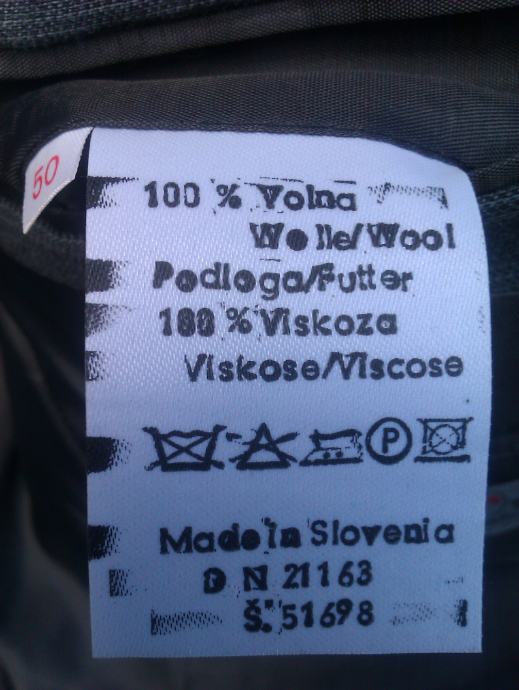 50
100 % Volna
Wolle/Wool
Podloga/Futter
100 % Viskoza
Viskose/Viscose
P
Made in Slovenia
D N 21163
Š. 51698